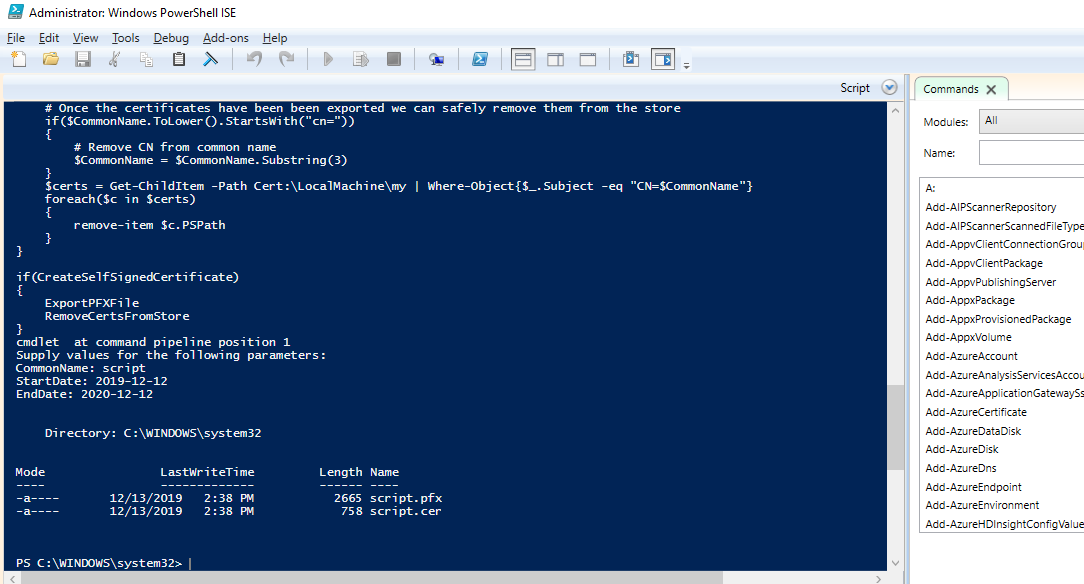 Administrator: Windows PowerShell ISE
File Edit View Tools Debug Add-ons Help
Script
# Once the certificates have been been exported we can safely remove them from the store
if($CommonName.ToLower().StartsWith("cn="))
{
# Remove CN from common name
$CommonName = $CommonName.Substring(3)
}
$certs = Get-ChildItem -Path Cert:\LocalMachine\my | Where-Object{$_.Subject -eq "CN=$CommonName"}
foreach($c in $certs)
{
remove-item $c.PSPath
}
}
if(CreateSelfSignedCertificate)
{
ExportPFXFile
RemoveCertsFromStore
}
cmdlet  at command pipeline position 1
Supply values for the following parameters:
CommonName: script
StartDate: 2019-12-12
EndDate: 2020-12-12
Directory: C:\WINDOWS\system32
Mode LastWriteTime Length Name
---- ------------- ------ ----
-a---- 12/13/2019 2:38 PM 2665 script.pfx
-a---- 12/13/2019 2:38 PM 758 script.cer
PS C:\WINDOWS\system32>
Commands
Modules: All
Name:
A:
Add-AIPScannerRepository
Add-AIPScannerScannedFileType
Add-AppvClientConnectionGrou
Add-AppvClientPackage
Add-AppvPublishingServer
Add-AppxPackage
Add-AppxProvisionedPackage
Add-AppxVolume
Add-AzureAccount
Add-AzureAnalysisServicesAccou
Add-AzureApplicationGatewaySs
Add-AzureCertificate
Add-AzureDataDisk
Add-AzureDisk
Add-AzureDns
Add-AzureEndpoint
Add-AzureEnvironment
Add-AzureHDInsightConfigValue